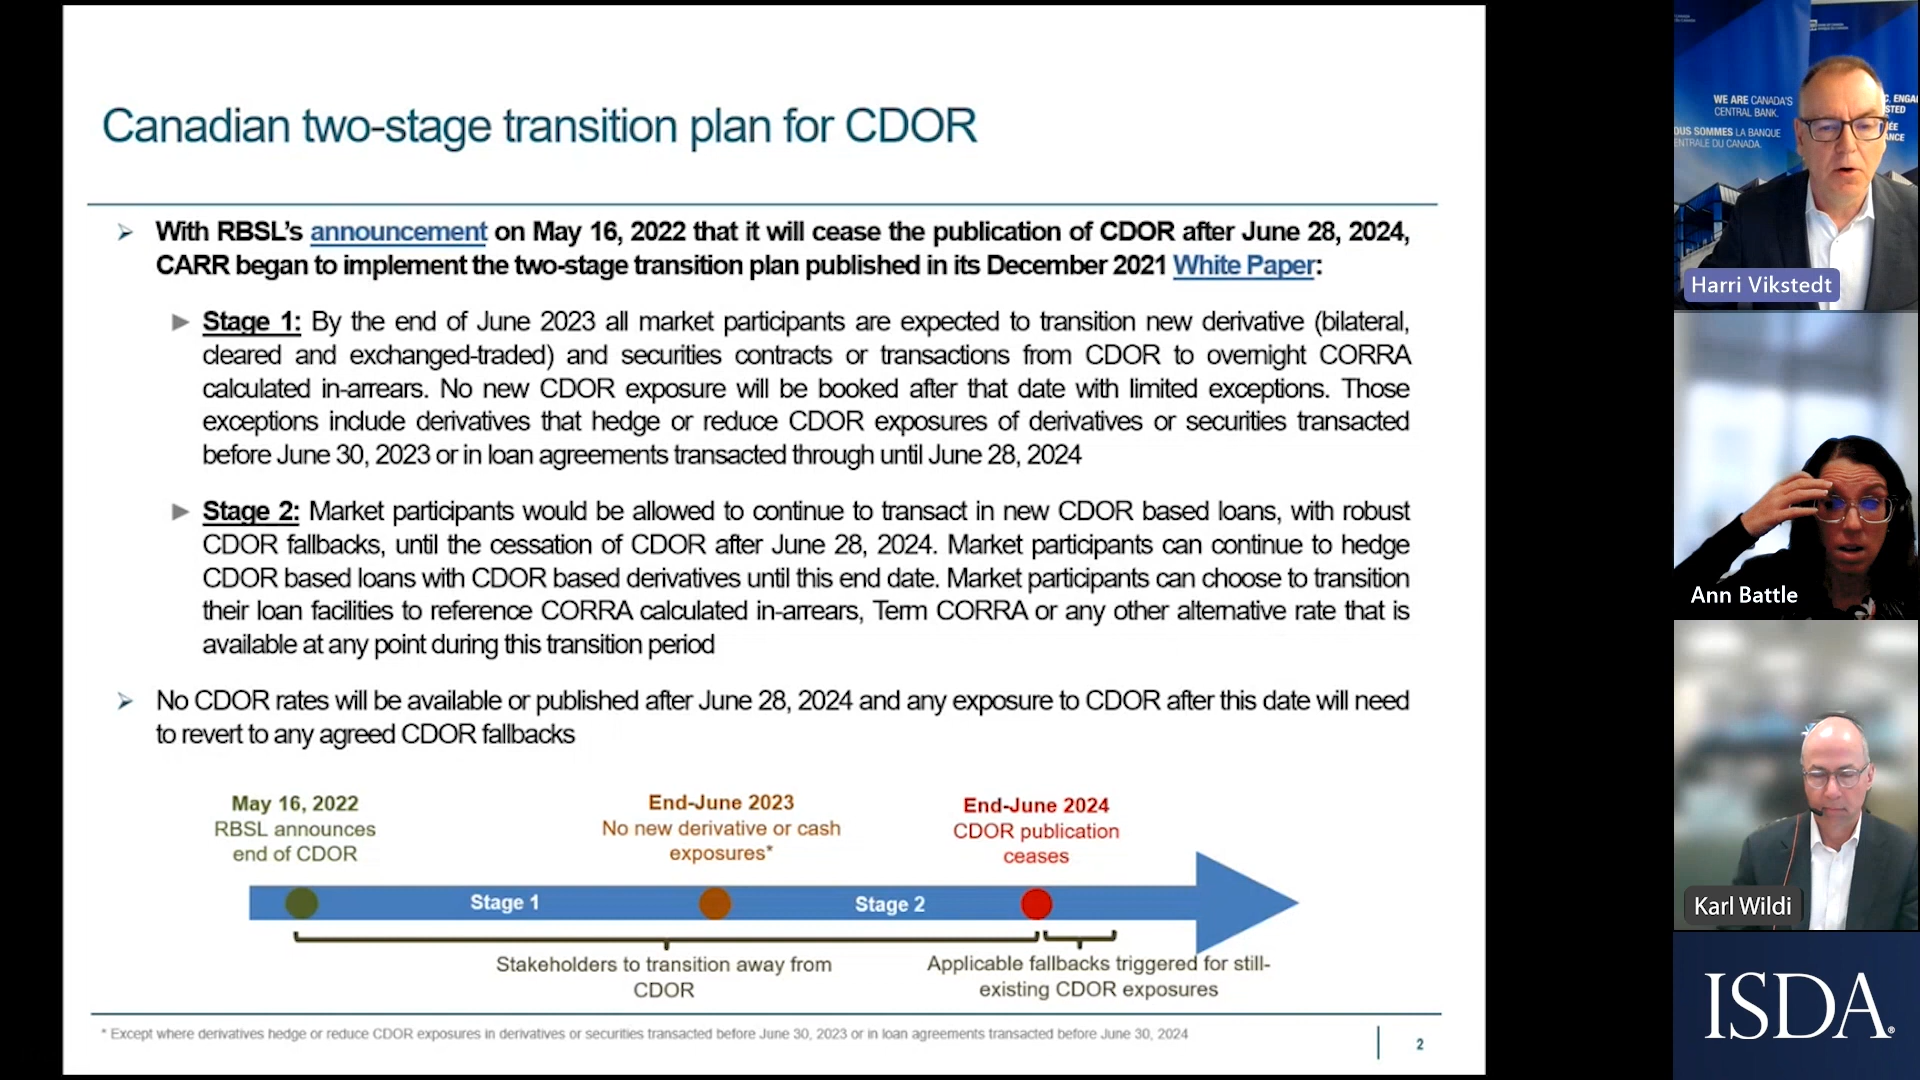 Canadian two-stage transition plan for CDOR
With RBSL's announcement on May 16, 2022 that it will cease the publication of CDOR after June 28, 2024,
CARR began to implement the two-stage transition plan published in its December 2021 White Paper:
Stage 1: By the end of June 2023 all market participants are expected to transition new derivative (bilateral,
cleared and exchanged-traded) and securities contracts or transactions from CDOR to overnight CORRA
calculated in-arrears. No new CDOR exposure will be booked after that date with limited exceptions. Those
exceptions include derivatives that hedge or reduce CDOR exposures of derivatives or securities transacted
before June 30, 2023 or in loan agreements transacted through until June 28, 2024
Stage 2: Market participants would be allowed to continue to transact in new CDOR based loans, with robust
CDOR fallbacks, until the cessation of CDOR after June 28, 2024. Market participants can continue to hedge
CDOR based loans with CDOR based derivatives until this end date. Market participants can choose to transition
their loan facilities to reference CORRA calculated in-arrears, Term CORRA or any other alternative rate that is
available at any point during this transition period
No CDOR rates will be available or published after June 28, 2024 and any exposure to CDOR after this date will need
to revert to any agreed CDOR fallbacks
May 16, 2022
RBSL announces
end of CDOR
End-June 2023
No new derivative or cash
exposures*
End-June 2024
CDOR publication
ceases
Stage 1
Stage 2
Stakeholders to transition away from
CDOR
Applicable fallbacks triggered for still-
existing CDOR exposures
* Except where derivatives hedge or reduce CDOR exposures in derivatives or securities transacted before June 30, 2023 or in loan agreements transacted before June 30, 2024
2
WE ARE CANADA'S
CENTRAL BANK.
OUS SOMMES LA BANQUE
ENTRALE DU CANADA.
C, ENGA
STED
ÉE
ANCE
Harri Vikstedt
Ann Battle
Karl Wildi
ISDA®